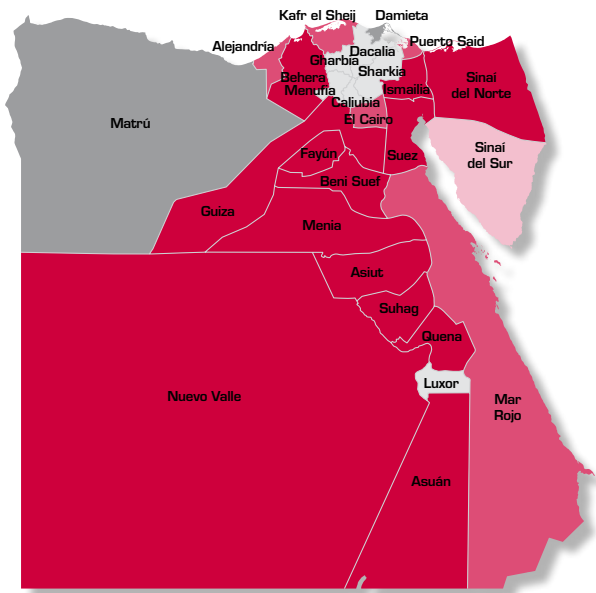 Kafr el Sheij
Damieta
Alejandría
Dacalia
Puerto Said
Gharbia
Sharkia
Behera
Menufía
Ismailia
Caliubia
El Cairo
Sinaí
del Norte
Matrú
Fayún
Suez
Sinaí
del Sur
Beni Suef
Guiza
Menia
Asiut
Suhag
Quena
Luxor
Nuevo Valle
Mar
Rojo
Asuán